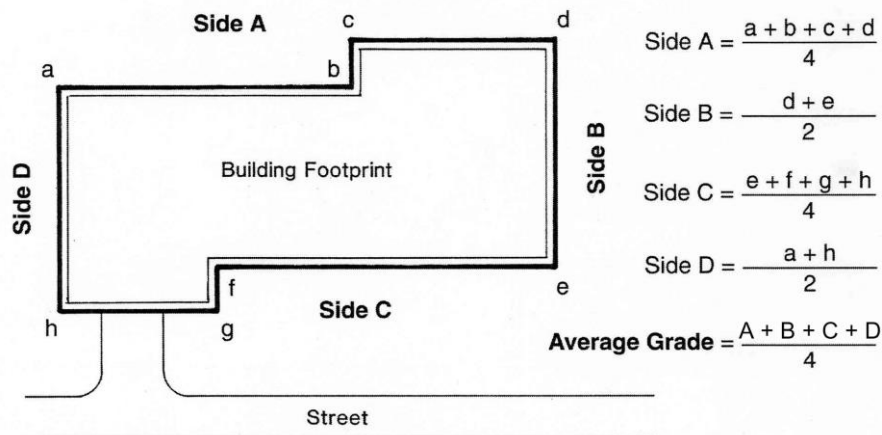 Side A
c
d
a
b
Side D
Building Footprint
Side B
f
e
Side C
h
g
Street
Side A = a + b + c + d
4
Side B = d + e
2
Side C = e + f + g + h
4
Side D = a + h
2
Average Grade = A + B + C + D
4